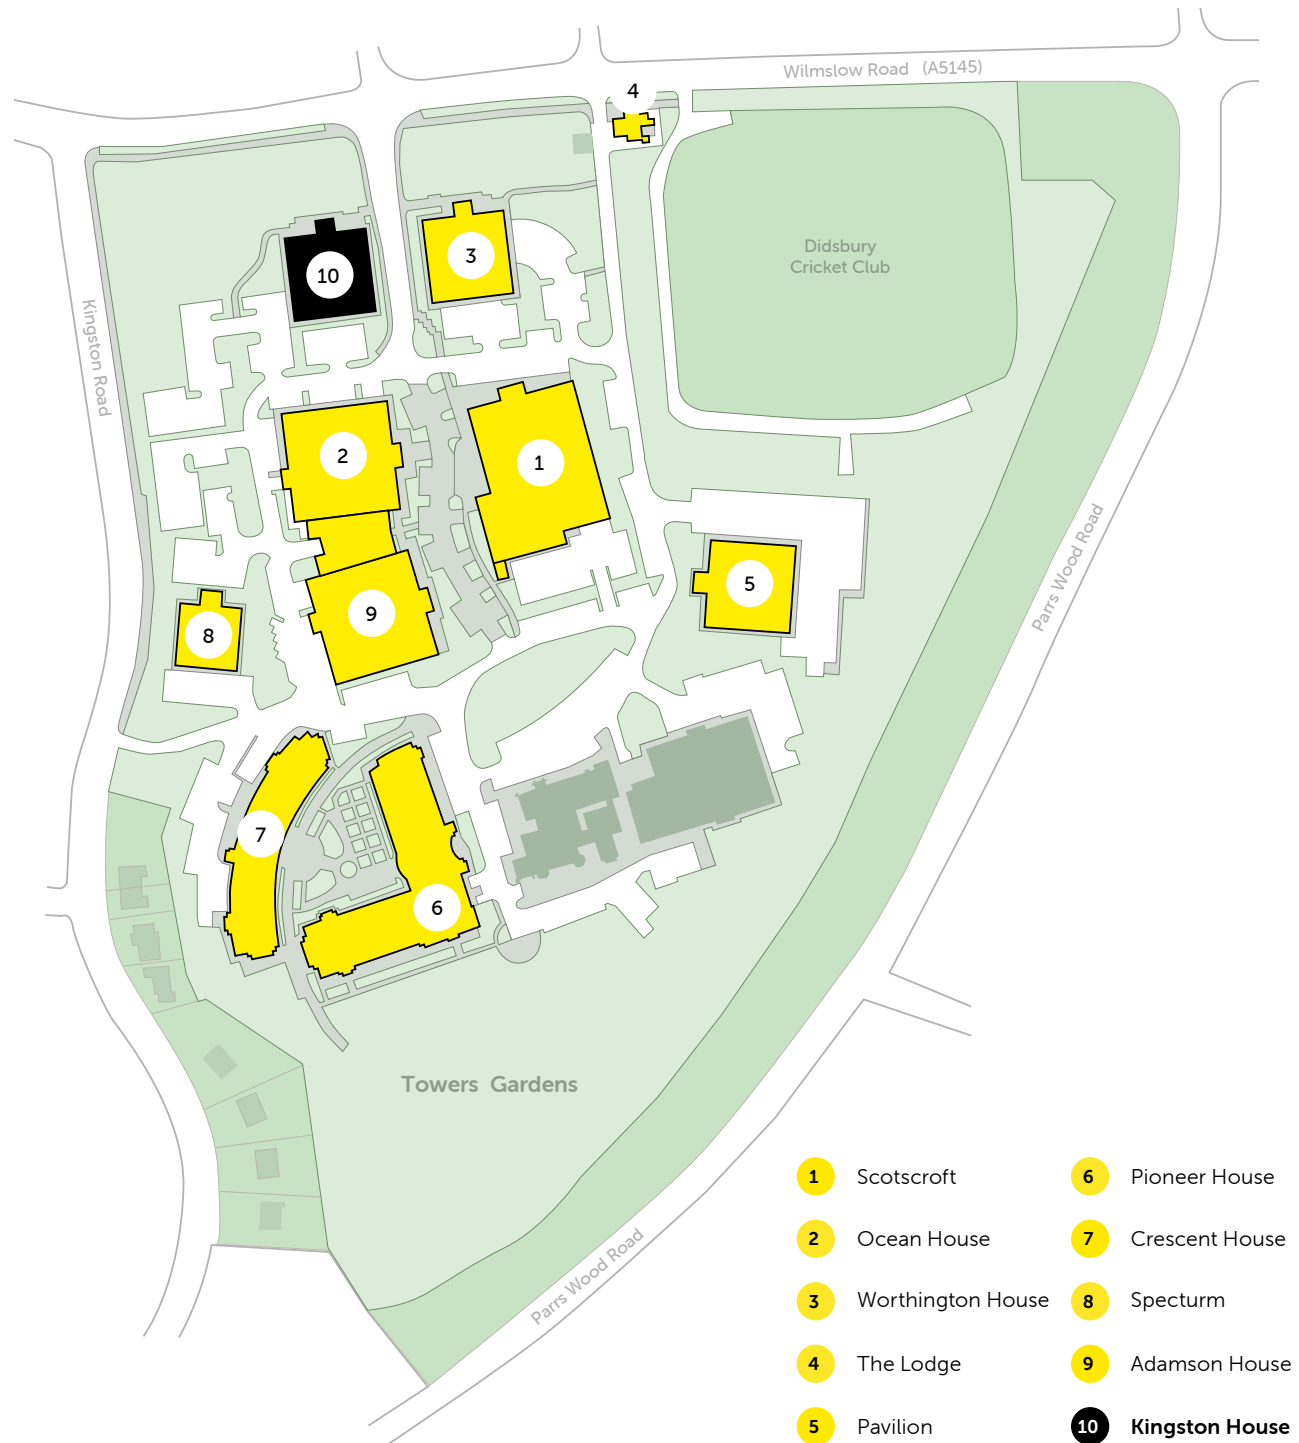 Wilmslow Road (A5145)
4
Didsbury
Cricket Club
3
10
Kingston Road
2
1
5
Parrs Wood Road
9
8
7
6
Towers Gardens
Parrs Wood Road
1 Scotscroft
2 Ocean House
3 Worthington House
4 The Lodge
5 Pavilion
6 Pioneer House
7 Crescent House
8 Specturm
9 Adamson House
10 Kingston House